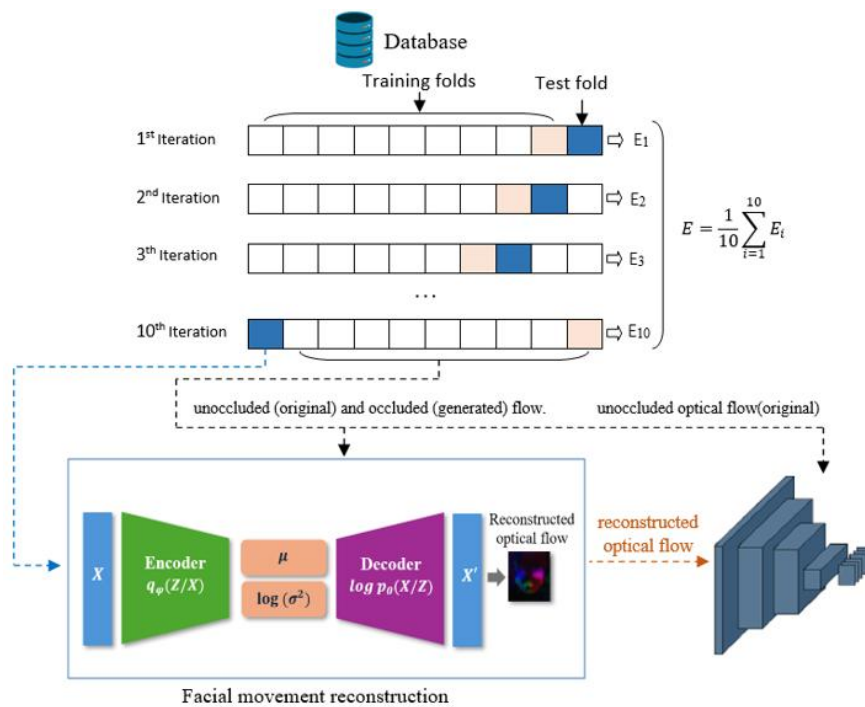 Database
Training folds
Test fold
1st Iteration
E1
2nd Iteration
E2
3th Iteration
E3
...
10th Iteration
E10
E = 1/10 ∑ i=1 10 Ei
unoccluded (original) and occluded (generated) flow.
unoccluded optical flow(original)
X
Encoder
qφ(Z/X)
μ
log (σ²)
Decoder
log pθ(X/Z)
X'
Reconstructed
optical flow
reconstructed
optical flow
Facial movement reconstruction